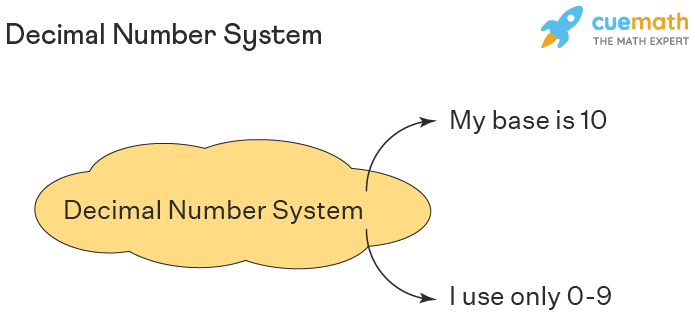 Decimal Number System
cuemath
THE MATH EXPERT
My base is 10
Decimal Number System
I use only 0-9